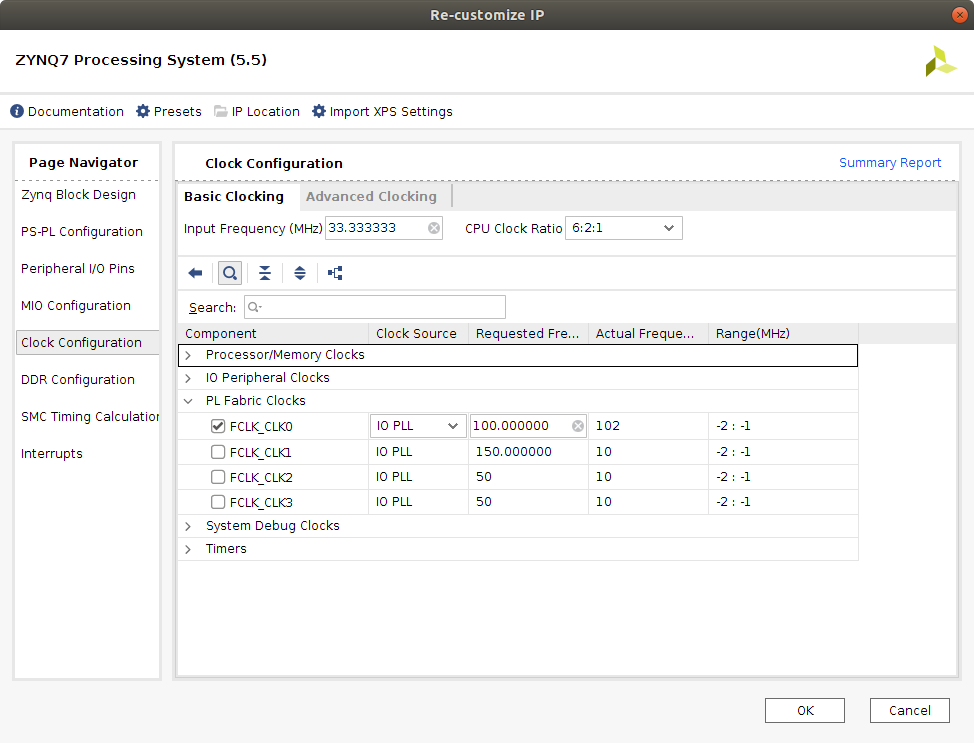 Re-customize IP
ZYNQ7 Processing System (5.5)
Documentation Presets IP Location Import XPS Settings
Page Navigator
Zynq Block Design
PS-PL Configuration
Peripheral I/O Pins
MIO Configuration
Clock Configuration
DDR Configuration
SMC Timing Calculation
Interrupts
Clock Configuration Summary Report
Basic Clocking Advanced Clocking
Input Frequency (MHz) 33.333333 CPU Clock Ratio 6:2:1
Search:
Component Clock Source Requested Fre... Actual Freque... Range(MHz)
Processor/Memory Clocks
IO Peripheral Clocks
PL Fabric Clocks
FCLK_CLK0 IO PLL 100.000000 102 -2 : -1
FCLK_CLK1 IO PLL 150.000000 10 -2 : -1
FCLK_CLK2 IO PLL 50 10 -2 : -1
FCLK_CLK3 IO PLL 50 10 -2 : -1
System Debug Clocks
Timers
OK Cancel